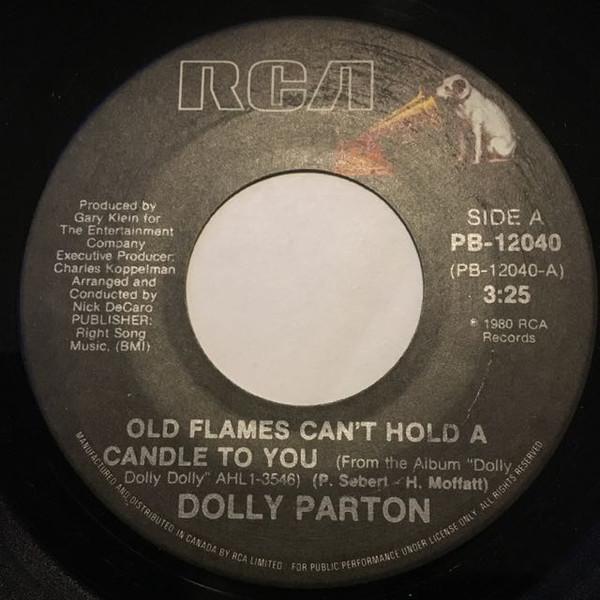 RCA
Produced by
Gary Klein for
The Entertainment
Company
Executive Producer:
Charles Koppelman
Arranged and
Conducted by
Nick DeCaro
PUBLISHER:
Right Song
Music, (BMI)
SIDE A
PB-12040
(PB-12040-A)
3:25
℗ 1980 RCA
Records
OLD FLAMES CAN'T HOLD A
CANDLE TO YOU (From the Album "Dolly
Dolly Dolly" AHL1-3546) (P. Sebert - H. Moffatt)
DOLLY PARTON
MANUFACTURED AND DISTRIBUTED IN CANADA BY RCA LIMITED FOR PUBLIC PERFORMANCE UNDER LICENSE ONLY. ALL RIGHTS RESERVED